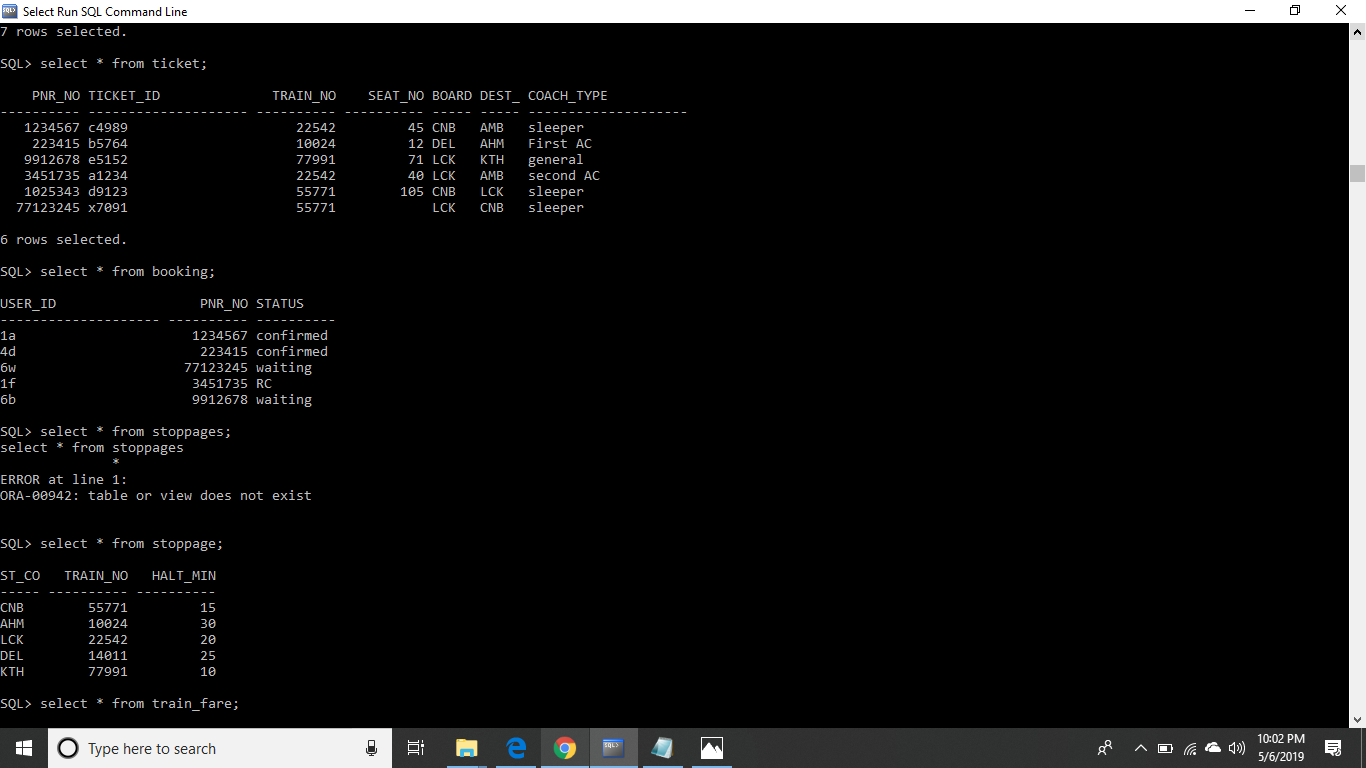 Select Run SQL Command Line
7 rows selected.
SQL> select * from ticket;
PNR_NO TICKET_ID TRAIN_NO SEAT_NO BOARD DEST_ COACH_TYPE
---------- -------------------- ---------- ---------- ----- ----- --------------------
1234567 c4989 22542 45 CNB AMB sleeper
223415 b5764 10024 12 DEL AHM First AC
9912678 e5152 77991 71 LCK KTH general
3451735 a1234 22542 40 LCK AMB second AC
1025343 d9123 55771 105 CNB LCK sleeper
77123245 x7091 55771 LCK CNB sleeper
6 rows selected.
SQL> select * from booking;
USER_ID PNR_NO STATUS
-------------------- ---------- ----------
1a 1234567 confirmed
4d 223415 confirmed
6w 77123245 waiting
1f 3451735 RC
6b 9912678 waiting
SQL> select * from stoppages;
select * from stoppages
*
ERROR at line 1:
ORA-00942: table or view does not exist
SQL> select * from stoppage;
ST_CO TRAIN_NO HALT_MIN
----- ---------- ----------
CNB 55771 15
AHM 10024 30
LCK 22542 20
DEL 14011 25
KTH 77991 10
SQL> select * from train_fare;
Type here to search
10:02 PM
5/6/2019